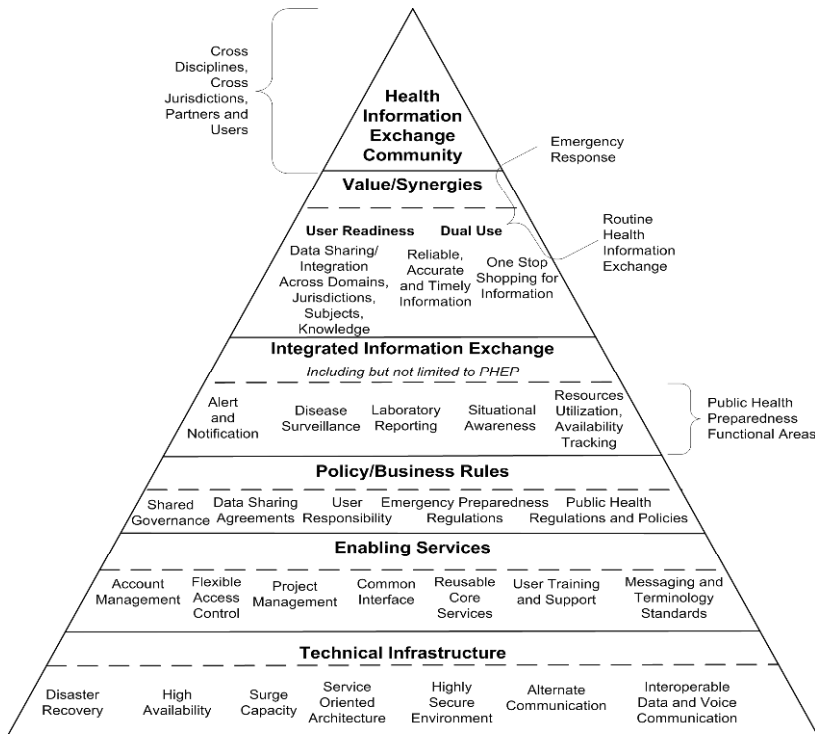 Cross
Disciplines,
Cross
Jurisdictions,
Partners and
Users
Health
Information
Exchange
Community
Emergency
Response
Value/Synergies
Routine
Health
Information
Exchange
User Readiness
Dual Use
Data Sharing/
Integration
Across Domains,
Jurisdictions,
Subjects,
Knowledge
Reliable,
Accurate
and Timely
Information
One Stop
Shopping for
Information
Integrated Information Exchange
Including but not limited to PHEP
Alert
and
Notification
Disease
Surveillance
Laboratory
Reporting
Situational
Awareness
Resources
Utilization,
Availability
Tracking
Public Health
Preparedness
Functional Areas
Policy/Business Rules
Shared
Governance
Data Sharing
Agreements
User
Responsibility
Emergency Preparedness
Regulations
Public Health
Regulations and Policies
Enabling Services
Account
Management
Flexible
Access
Control
Project
Management
Common
Interface
Reusable
Core
Services
User Training
and Support
Messaging and
Terminology
Standards
Technical Infrastructure
Disaster
Recovery
High
Availability
Surge
Capacity
Service
Oriented
Architecture
Highly
Secure
Environment
Alternate
Communication
Interoperable
Data and Voice
Communication